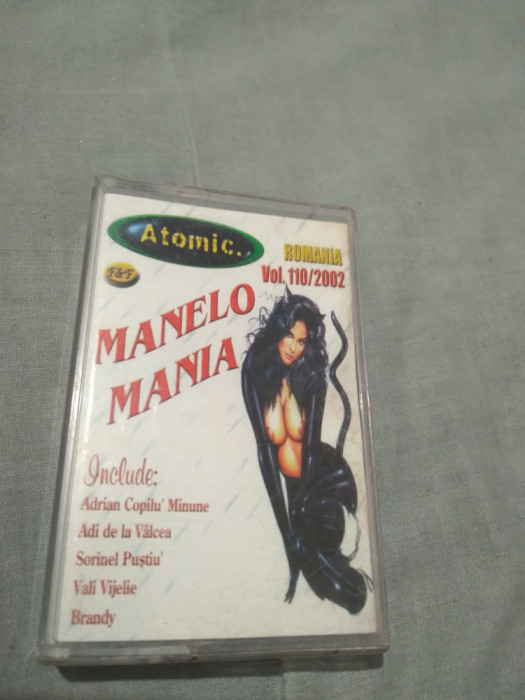 Atomic.
F&F
ROMANIA
Vol. 110/2002
MANELO
MANIA
Include:
Adrian Copilu' Minune
Adi de la Vâlcea
Sorinel Puştiu'
Vali Vijelie
Brandy